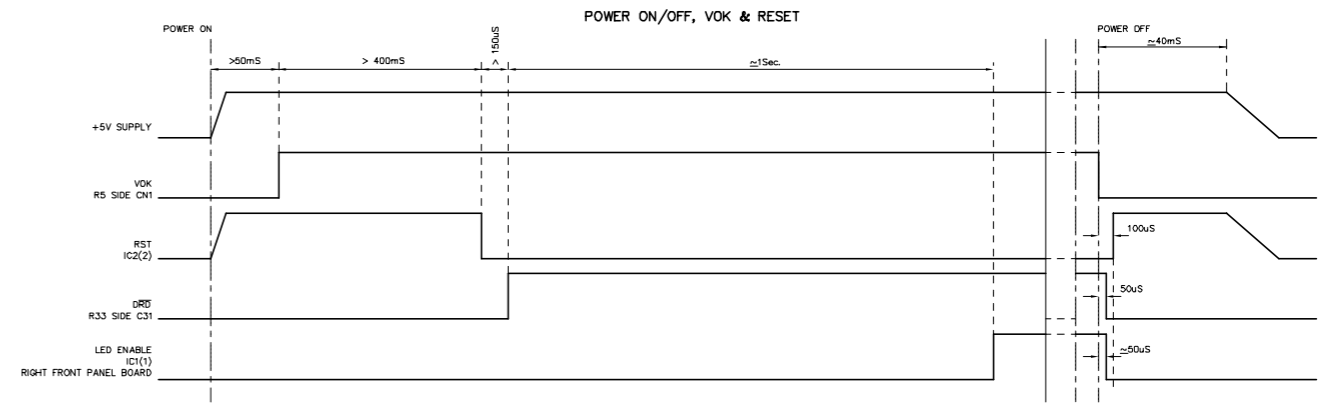 POWER ON/OFF, VOK & RESET
POWER ON
POWER OFF
>50mS
> 400mS
> 150uS
≃1Sec.
≃40mS
+5V SUPPLY
VOK
R5 SIDE CN1
RST
IC2(2)
100uS
DRD
R33 SIDE C31
50uS
LED ENABLE
IC1(1)
RIGHT FRONT PANEL BOARD
≃50uS